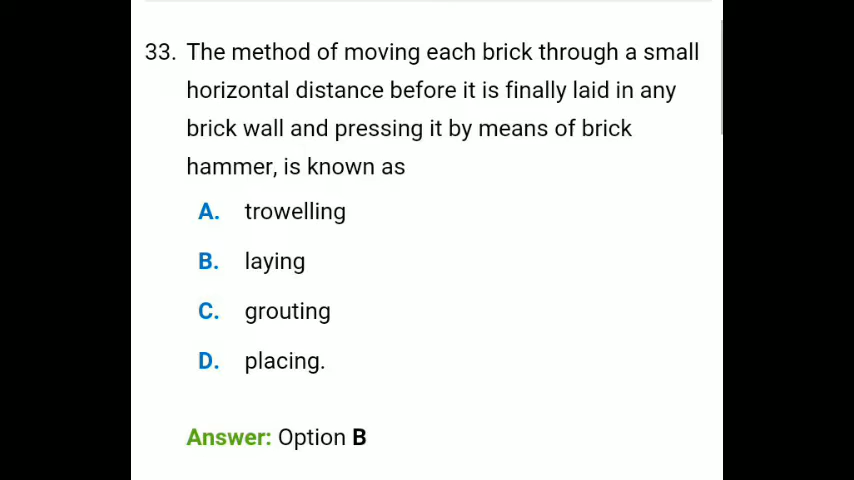 33. The method of moving each brick through a small
horizontal distance before it is finally laid in any
brick wall and pressing it by means of brick
hammer, is known as
A. trowelling
B. laying
C. grouting
D. placing.
Answer: Option B